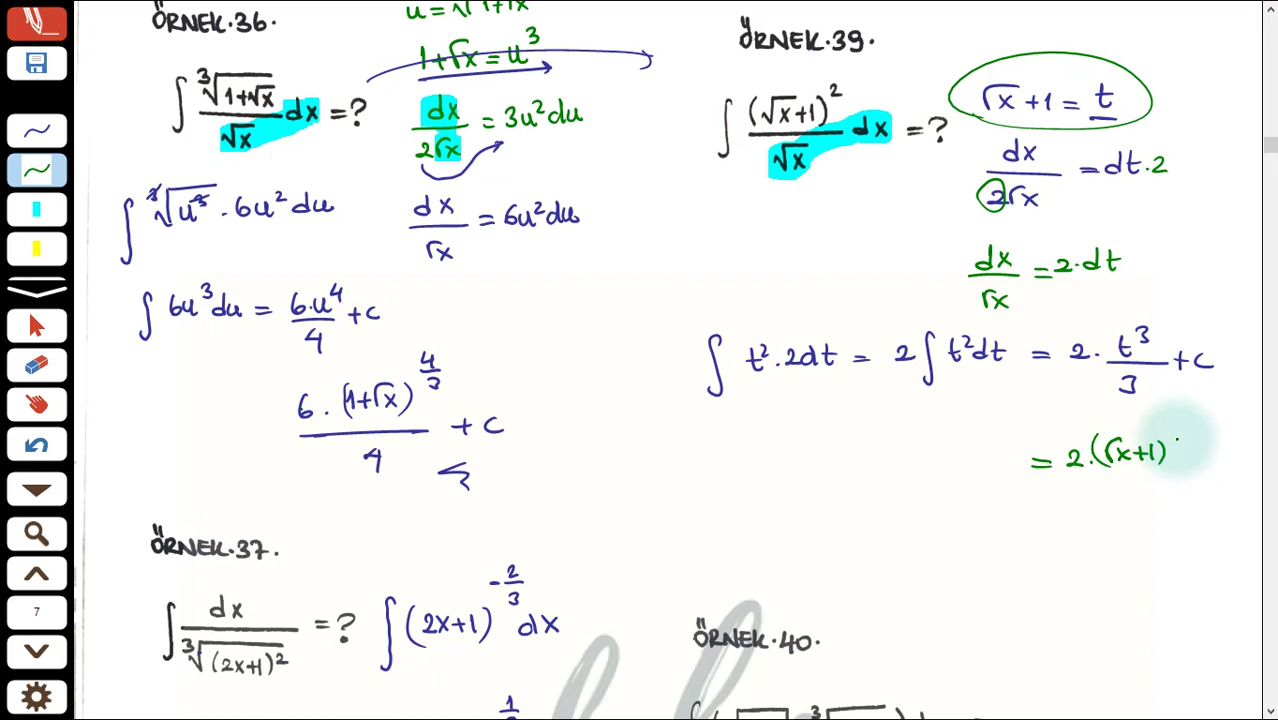 ÖRNEK.36.
u = √1+√x
1+√x = u³
∫ ∛(1+√x)/√x dx = ?
dx/2√x = 3u²du
∫ ∛u³ . 6u²du
dx/√x = 6u²du
∫ 6u³du = 6.u⁴/4 + c
6.(1+√x)^(4/3)/4 + c
ÖRNEK.37.
∫ dx/∛(2x+1)² = ?
∫ (2x+1)^(-2/3) dx
ÖRNEK.39.
∫ (√x+1)²/√x dx = ?
√x + 1 = t
dx/2√x = dt.2
dx/√x = 2.dt
∫ t².2dt = 2∫ t²dt = 2. t³/3 + c
= 2.(√x+1)
ÖRNEK.40.
7